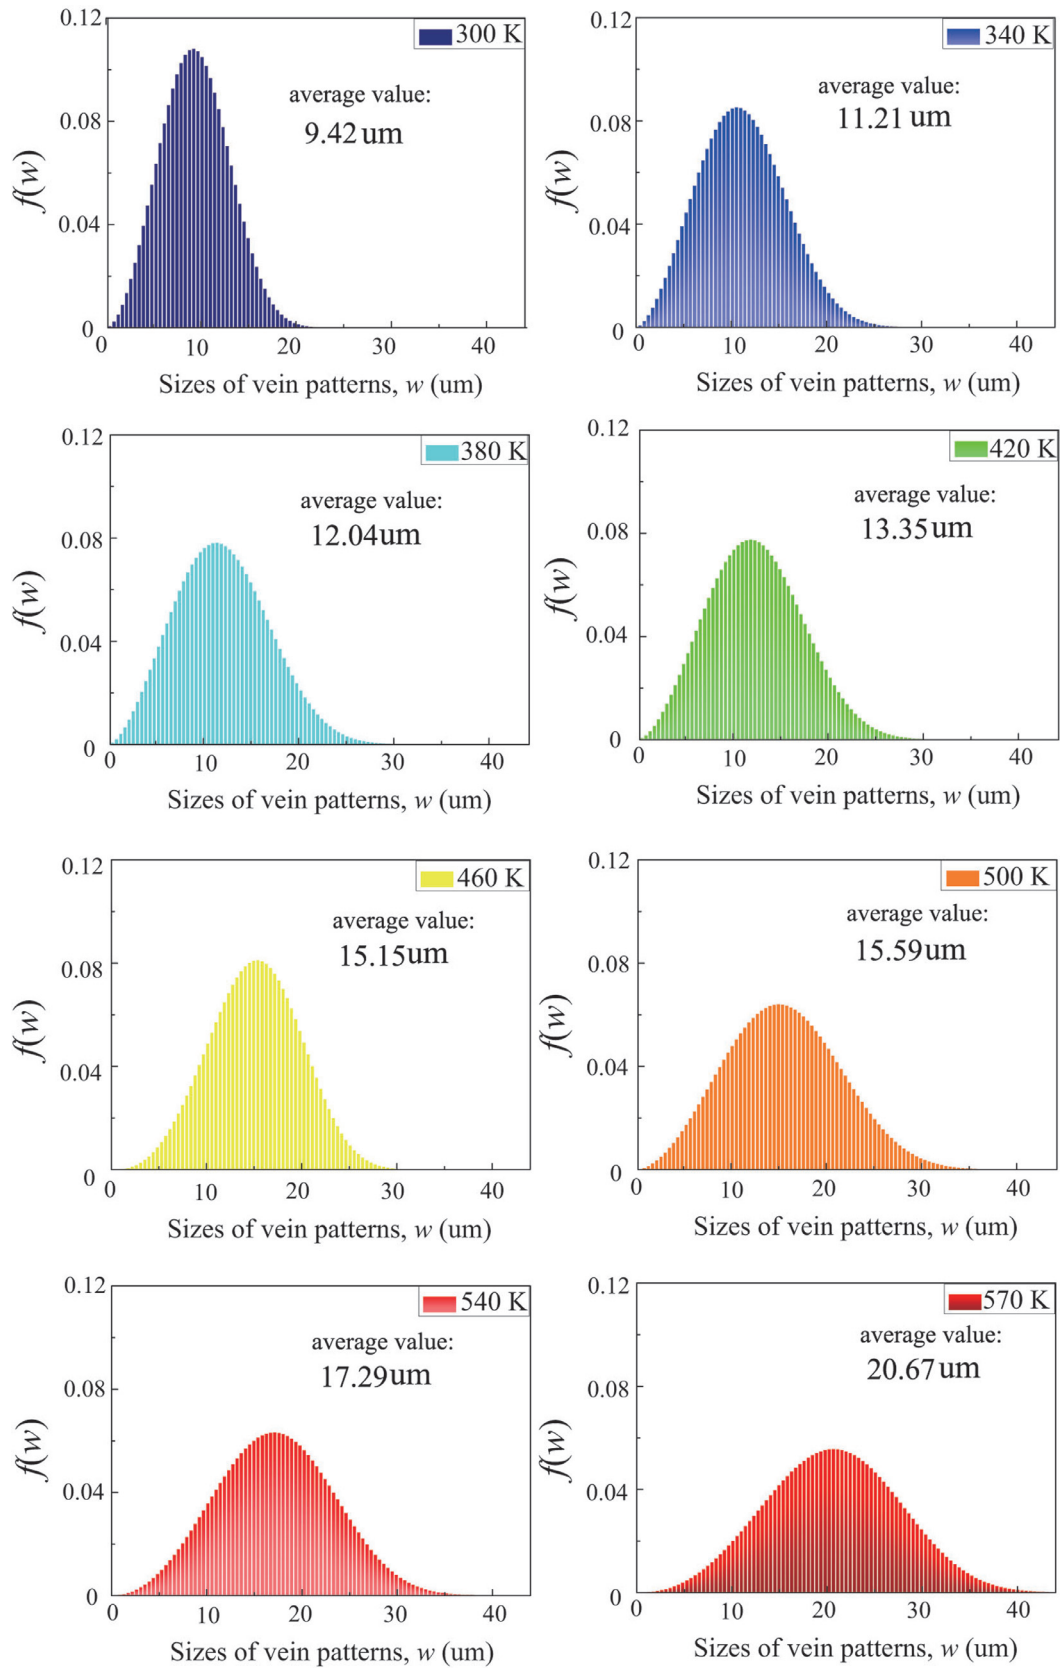 0.12
300 K
average value:
9.42 um
0.08
f(w)
0.04
0
0 10 20 30 40
Sizes of vein patterns, w (um)
0.12
340 K
average value:
11.21 um
0.08
f(w)
0.04
0
0 10 20 30 40
Sizes of vein patterns, w (um)
0.12
380 K
average value:
12.04um
0.08
f(w)
0.04
0
0 10 20 30 40
Sizes of vein patterns, w (um)
0.12
420 K
average value:
13.35um
0.08
f(w)
0.04
0
0 10 20 30 40
Sizes of vein patterns, w (um)
0.12
460 K
average value:
15.15um
0.08
f(w)
0.04
0
0 10 20 30 40
Sizes of vein patterns, w (um)
0.12
500 K
average value:
15.59um
0.08
f(w)
0.04
0
0 10 20 30 40
Sizes of vein patterns, w (um)
0.12
540 K
average value:
17.29um
0.08
f(w)
0.04
0
0 10 20 30 40
Sizes of vein patterns, w (um)
0.12
570 K
average value:
20.67um
0.08
f(w)
0.04
0
0 10 20 30 40
Sizes of vein patterns, w (um)